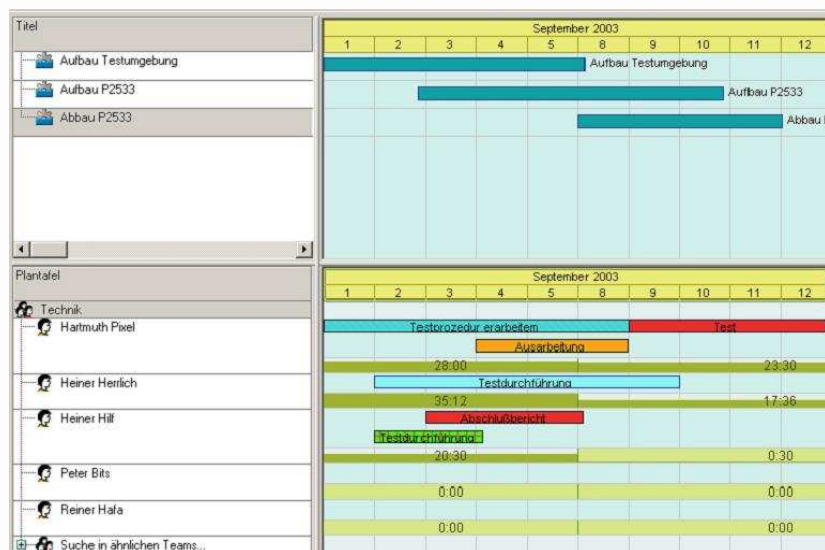 Titel
September 2003
1 2 3 4 5 8 9 10 11 12
Aufbau Testumgebung
Aufbau Testumgebung
Aufbau P2533
Aufbau P2533
Abbau P2533
Abbau
Plantafel
September 2003
1 2 3 4 5 8 9 10 11 12
Technik
Hartmuth Pixel
Testprozedur erarbeitem
Test
Ausarbeitung
28:00 23:30
Heiner Herrlich
Testdurchführung
35:12 17:36
Heiner Hilf
Abschlußbericht
Testdurchführung
20:30 0:30
Peter Bits
0:00 0:00
Reiner Hafa
0:00 0:00
Suche in ähnlichen Teams...